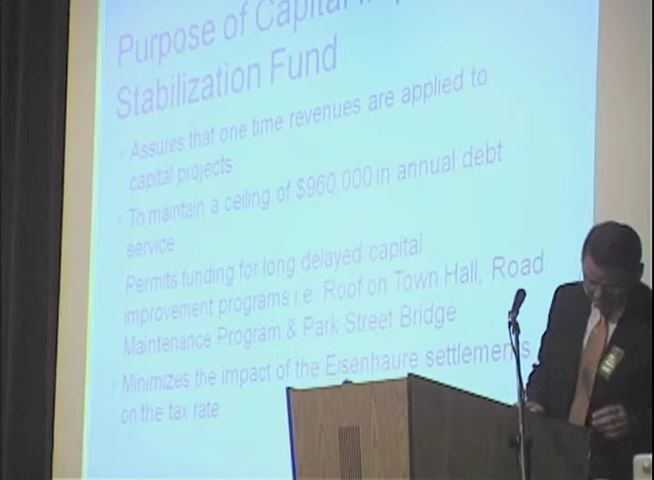 Purpose of Capital
Stabilization Fund
Assures that one time revenues are applied to
capital projects
To maintain a ceiling of $960,000 in annual debt
service
Permits funding for long delayed capital
improvement programs i.e. Roof on Town Hall, Road
Maintenance Program & Park Street Bridge
Minimizes the impact of the Eisenhaure settlements
on the tax rate